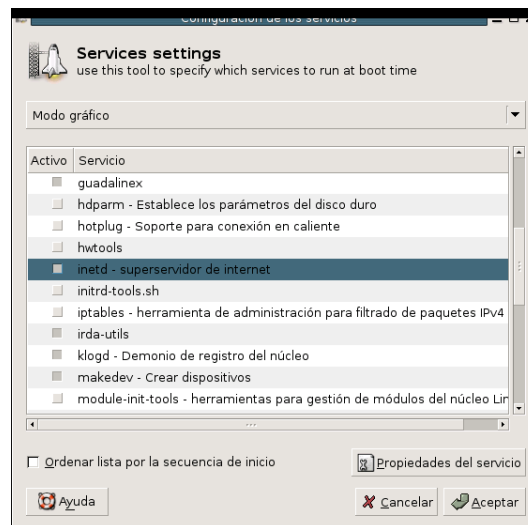 Configuración de los servicios
Services settings
use this tool to specify which services to run at boot time
Modo gráfico
Activo Servicio
guadalinex
hdparm - Establece los parámetros del disco duro
hotplug - Soporte para conexión en caliente
hwtools
inetd - superservidor de internet
initrd-tools.sh
iptables - herramienta de administración para filtrado de paquetes IPv4
irda-utils
klogd - Demonio de registro del núcleo
makedev - Crear dispositivos
module-init-tools - herramientas para gestión de módulos del núcleo Lin
Ordenar lista por la secuencia de inicio
Propiedades del servicio
Ayuda
Cancelar
Aceptar